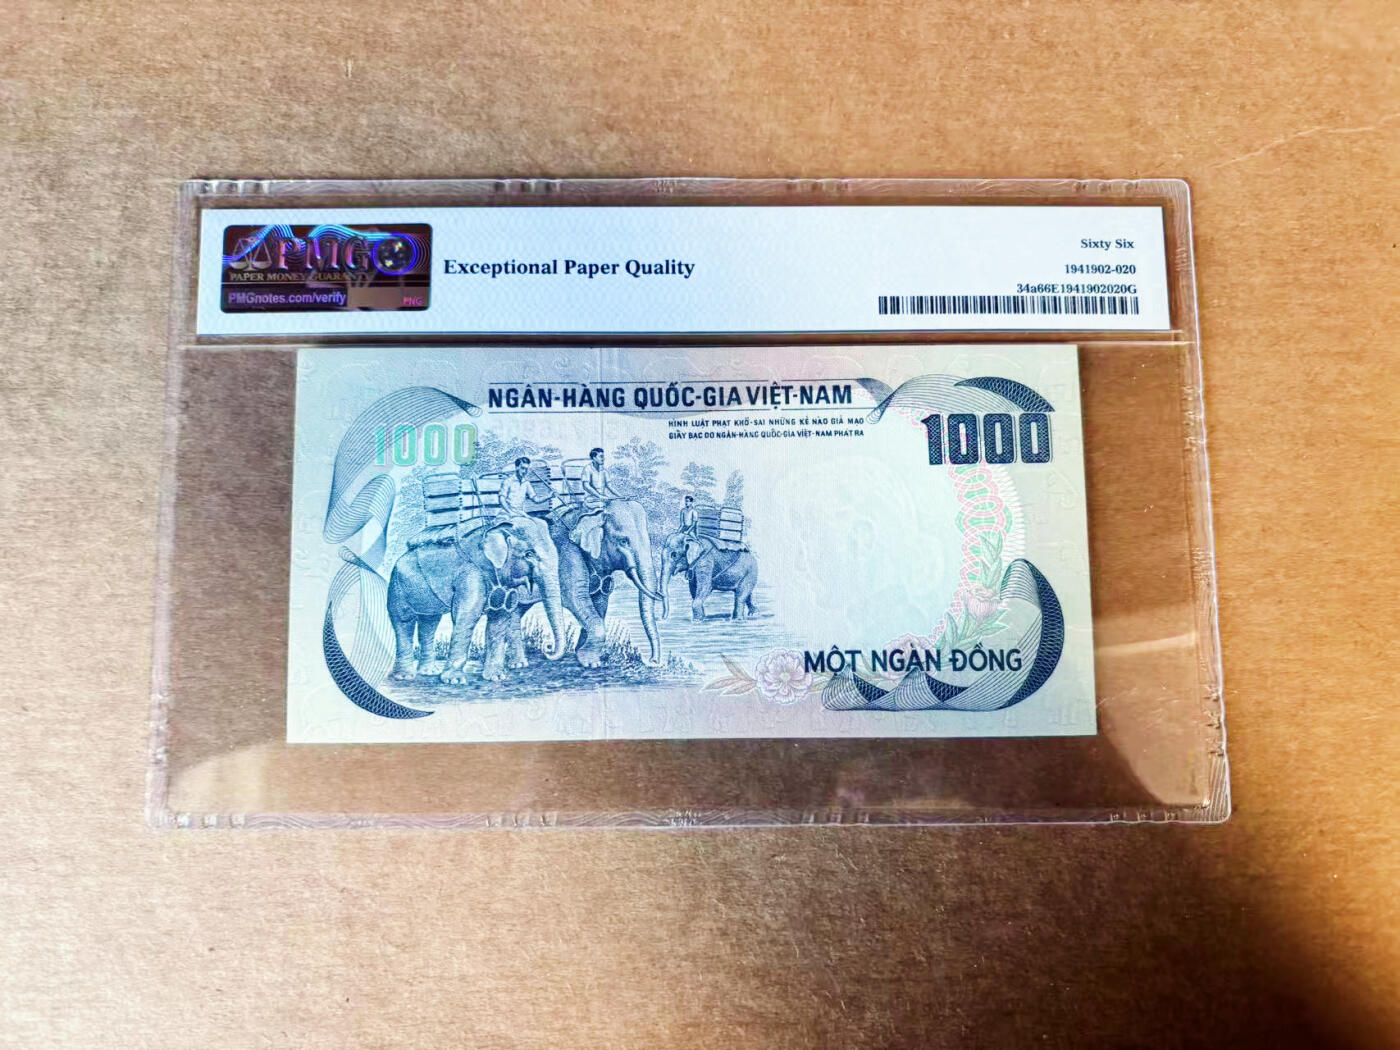 PMG
PAPER MONEY GUARANTY
PMGnotes.com/verify
PNG
Exceptional Paper Quality
Sixty Six
1941902-020
34a66E1941902020G
NGÂN-HÀNG QUỐC-GIA VIỆT-NAM
HÌNH LUẬT PHẠT KHỔ-SAI NHỮNG KẺ NÀO GIẢ MẠO
GIẤY BẠC DO NGÂN-HÀNG QUỐC-GIA VIỆT-NAM PHÁT RA
1000
1000
MỘT NGÀN ĐỒNG